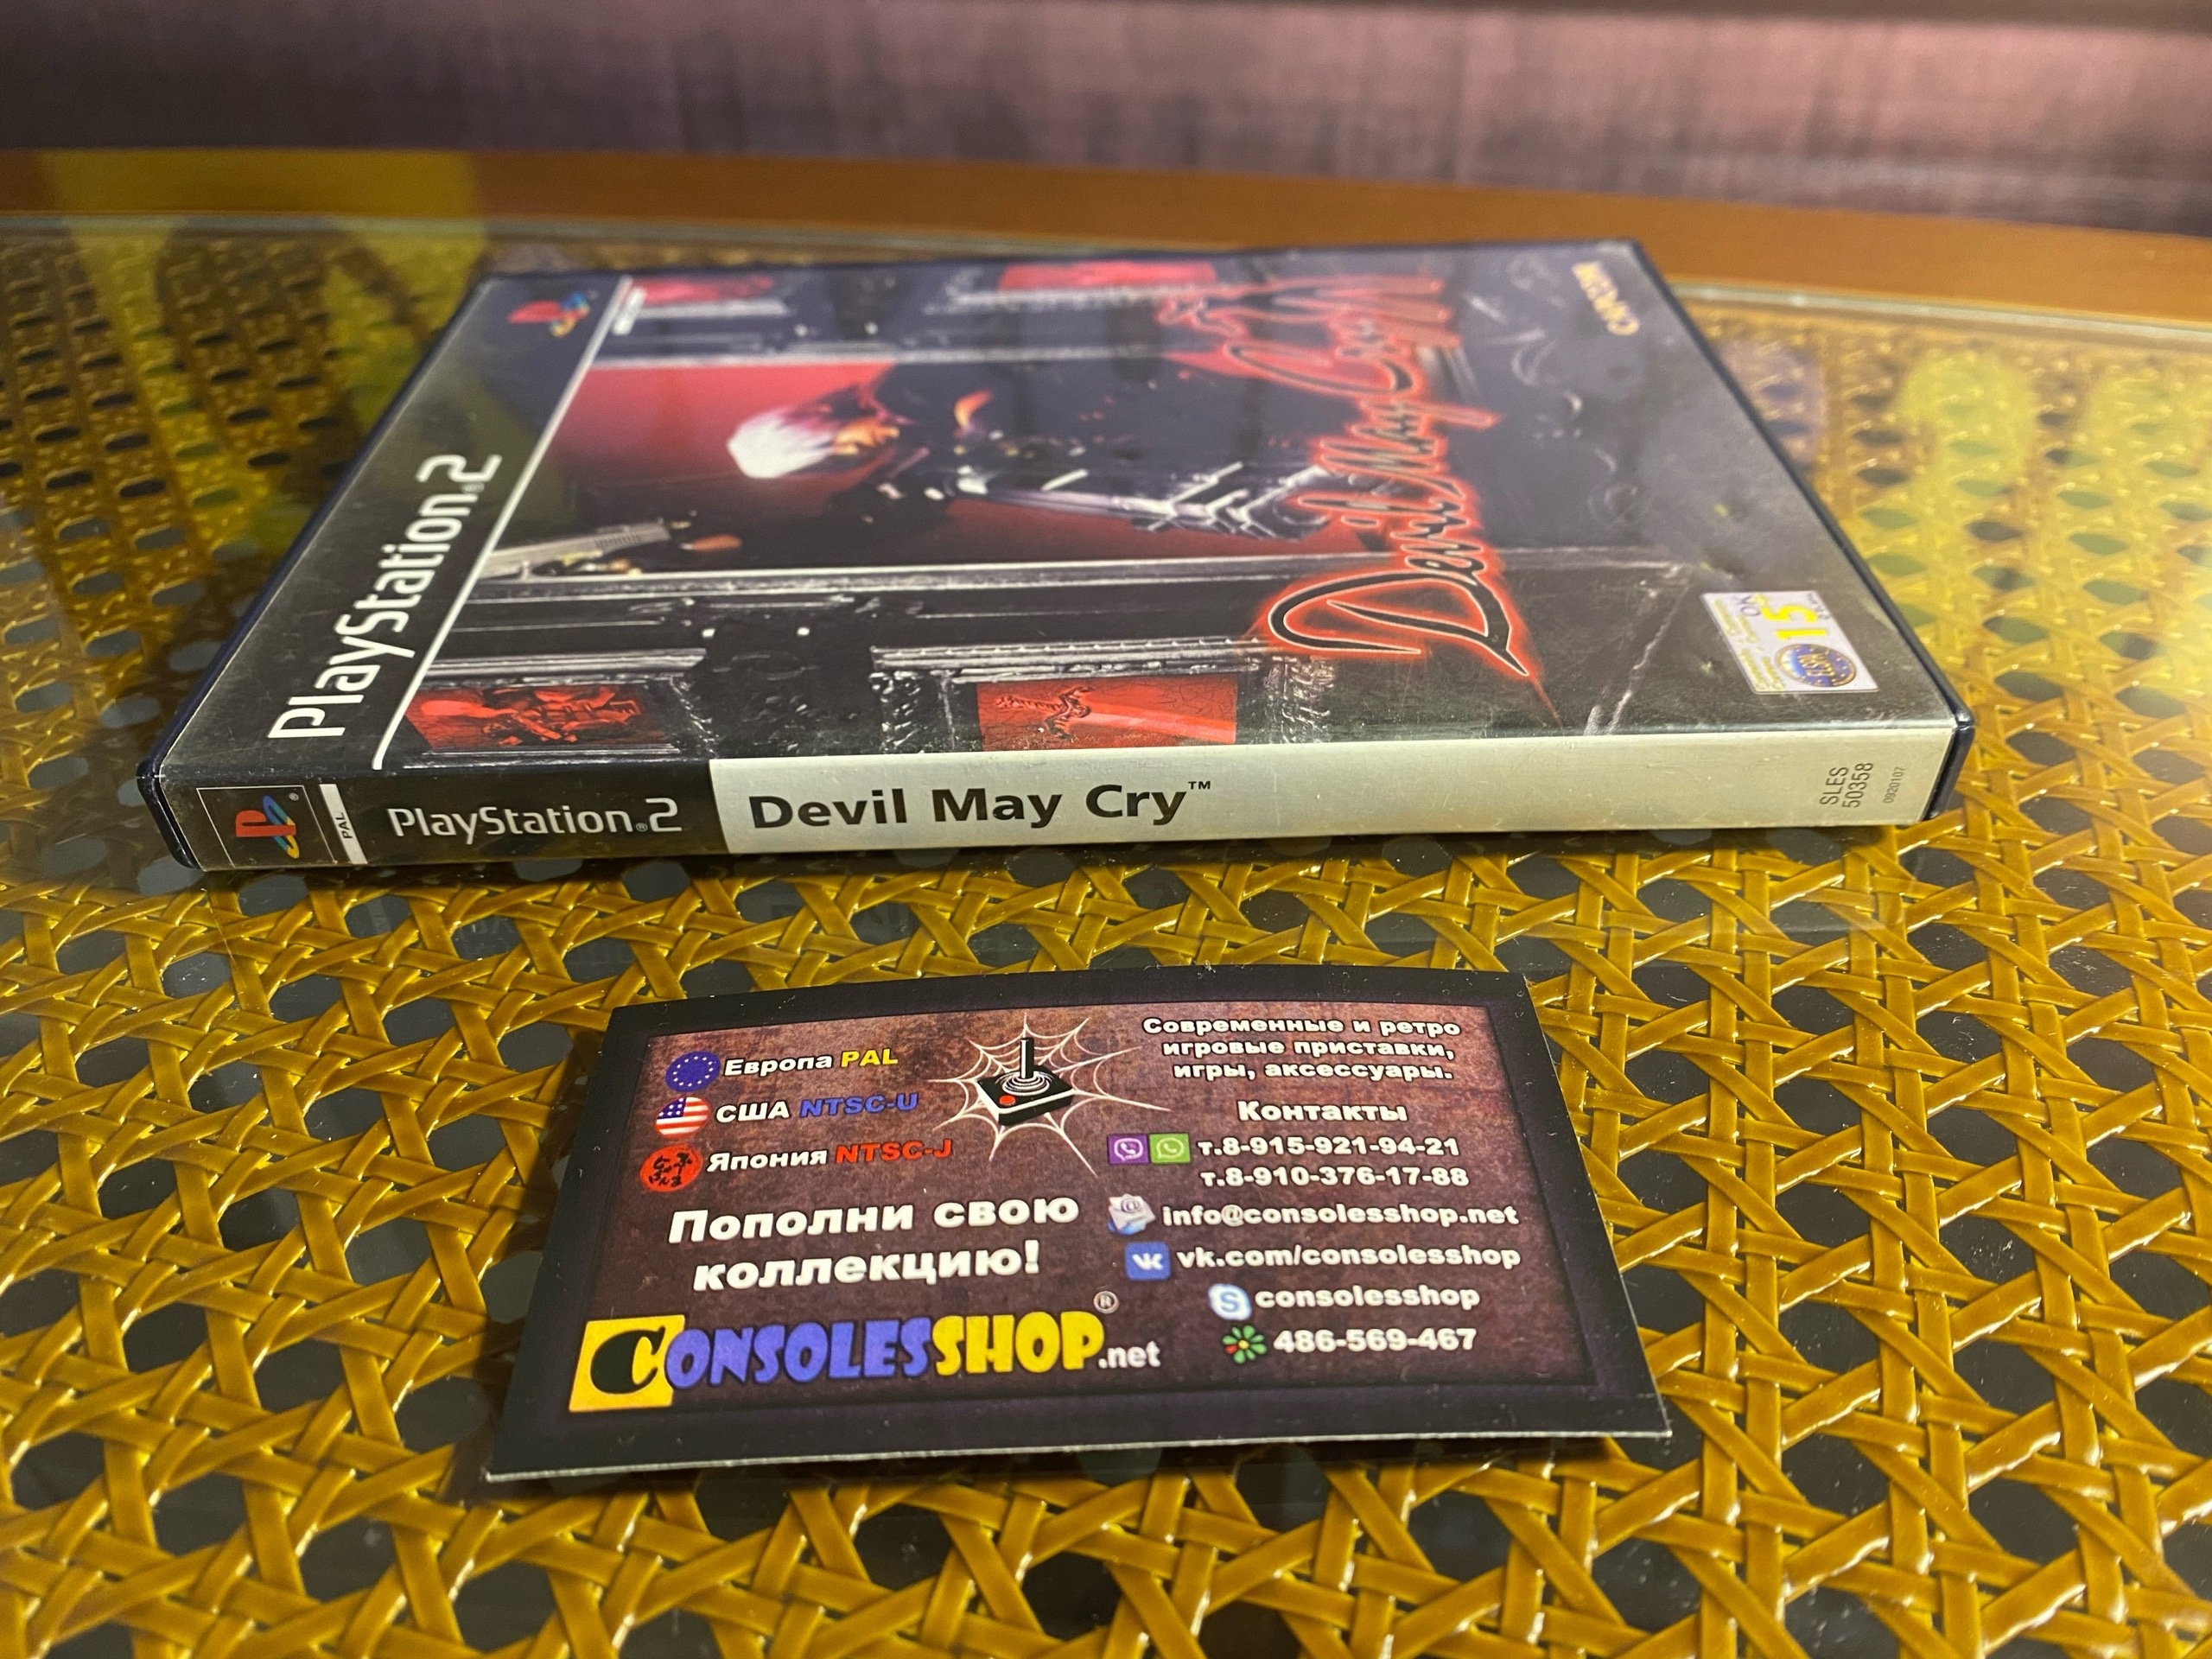 PlayStation®2
Devil May Cry
CAPCOM
15+
PAL
PlayStation®2
Devil May Cry™
SLES
50358
0920107
Европа PAL
США NTSC-U
Япония NTSC-J
Пополни свою
коллекцию!
CONSOLESSHOP.net
®
Современные и ретро
игровые приставки,
игры, аксессуары.
Контакты
т.8-915-921-94-21
т.8-910-376-17-88
info@consolesshop.net
vk.com/consolesshop
consolesshop
486-569-467